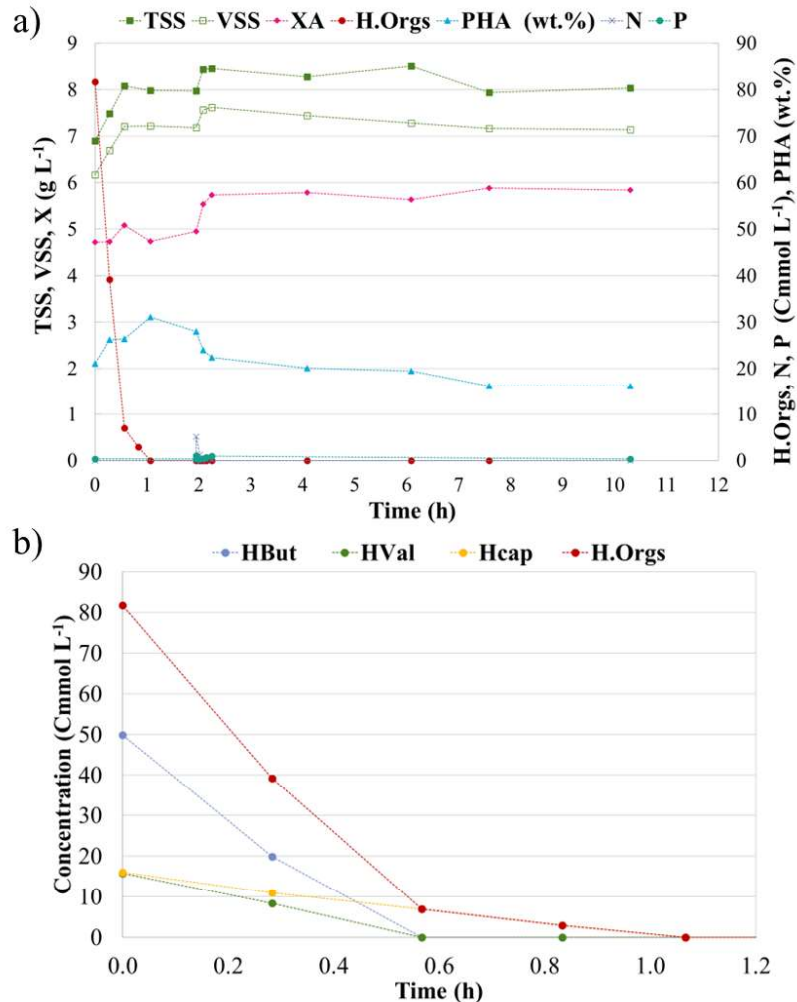 a)
TSS VSS XA H.Orgs PHA (wt.%) N P
TSS, VSS, X (g L-1)
9
8
7
6
5
4
3
2
1
0
90
80
70
60
50
40
30
20
10
0
H.Orgs, N, P (Cmmol L-1), PHA (wt.%)
0 1 2 3 4 5 6 7 8 9 10 11 12
Time (h)
b)
HBut HVal Hcap H.Orgs
Concentration (Cmmol L-1)
90
80
70
60
50
40
30
20
10
0
0.0 0.2 0.4 0.6 0.8 1.0 1.2
Time (h)